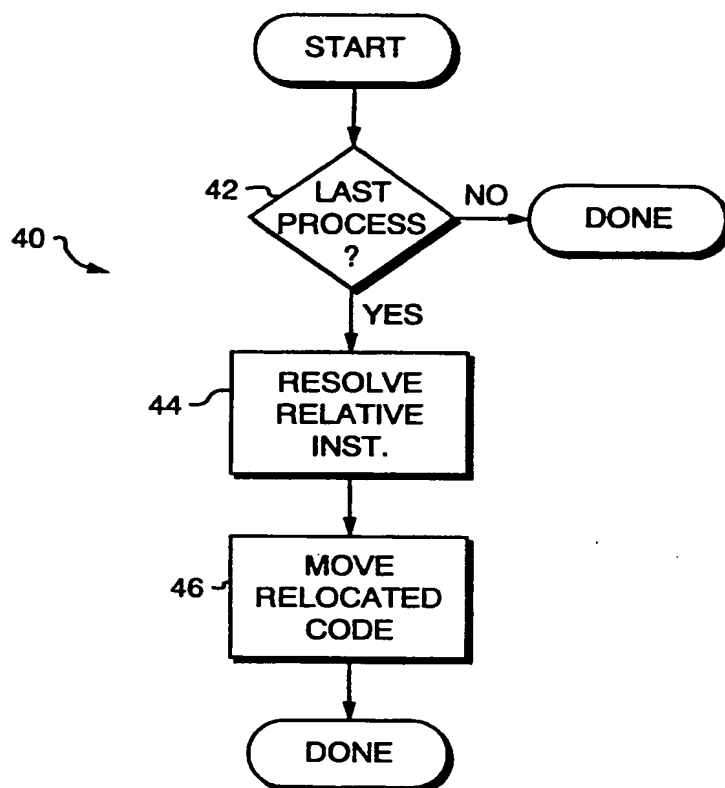 START
42
LAST
PROCESS
?
NO
DONE
40
YES
44
RESOLVE
RELATIVE
INST.
46
MOVE
RELOCATED
CODE
DONE